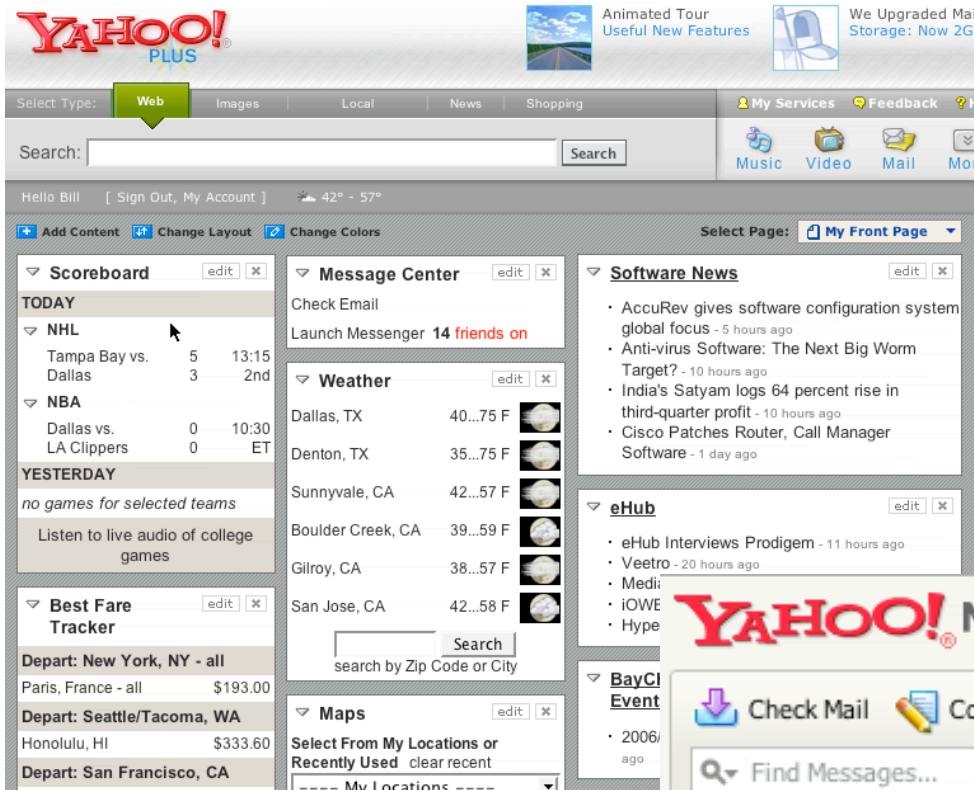 YAHOO!
PLUS
Animated Tour
Useful New Features
We Upgraded
Storage: Now
Select Type:
Web
Images
Local
News
Shopping
My Services
Feedback
Search:
Search
Music
Video
Mail
Hello Bill [ Sign Out, My Account ] 42° - 57°
Add Content
Change Layout
Change Colors
Select Page:
My Front Page
Scoreboard
edit
TODAY
NHL
Tampa Bay vs. 5 13:15
Dallas 3 2nd
NBA
Dallas vs. 0 10:30
LA Clippers 0 ET
YESTERDAY
no games for selected teams
Listen to live audio of college
games
Best Fare
Tracker
edit
Depart: New York, NY - all
Paris, France - all $193.00
Depart: Seattle/Tacoma, WA
Honolulu, HI $333.60
Depart: San Francisco, CA
Message Center
edit
Check Email
Launch Messenger 14 friends on
Weather
edit
Dallas, TX 40...75 F
Denton, TX 35...75 F
Sunnyvale, CA 42...57 F
Boulder Creek, CA 39...59 F
Gilroy, CA 38...57 F
San Jose, CA 42...58 F
Search
search by Zip Code or City
Maps
edit
Select From My Locations or
Recently Used clear recent
---- My Locations ----
Software News
edit
· AccuRev gives software configuration system
global focus - 5 hours ago
· Anti-virus Software: The Next Big Worm
Target? - 10 hours ago
· India's Satyam logs 64 percent rise in
third-quarter profit - 10 hours ago
· Cisco Patches Router, Call Manager
Software - 1 day ago
eHub
edit
· eHub Interviews Prodigem - 11 hours ago
· Veetro - 20 hours ago
· 2006/
ago
YAHOO!
Check Mail
Find Messages...